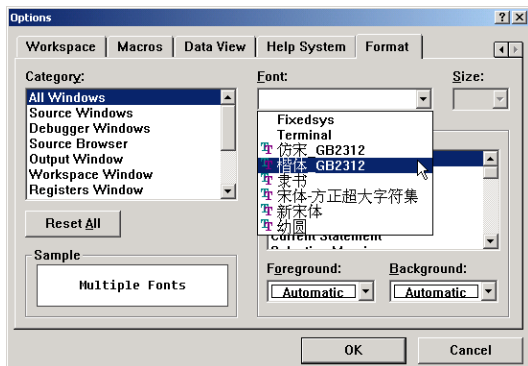 Options
Workspace
Macros
Data View
Help System
Format
Category:
All Windows
Source Windows
Debugger Windows
Source Browser
Output Window
Workspace Window
Registers Window
Reset All
Sample
Multiple Fonts
Font:
Size:
Fixedsys
Terminal
仿宋_GB2312
楷体_GB2312
隶书
宋体-方正超大字符集
新宋体
幼圆
Current Statement
Foreground:
Background:
Automatic
Automatic
OK
Cancel